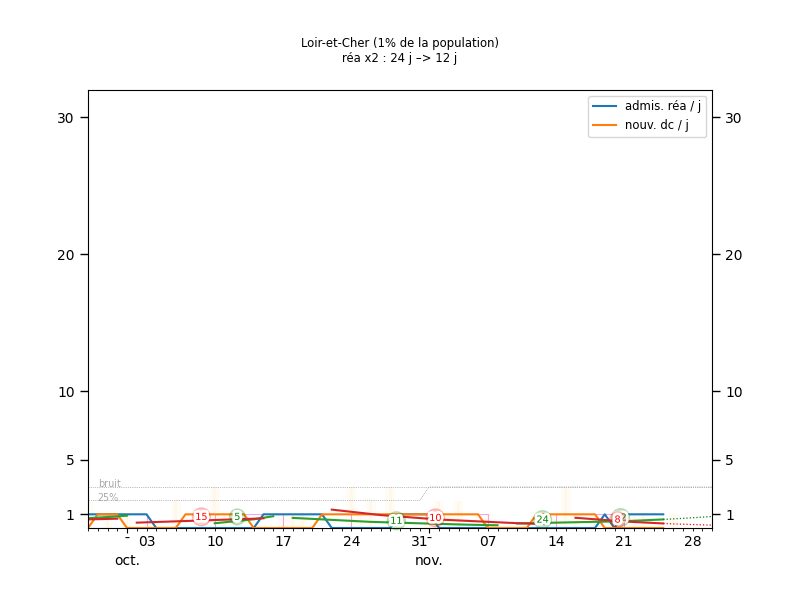 Loir-et-Cher (1% de la population)
réa x2 : 24 j –> 12 j
admis. réa / j
nouv. dc / j
30 30
20 20
10 10
5 5
bruit
25%
1 1
15 5 11 10 24 8
- 03 10 17 24 31 07 14 21 28
oct. nov.